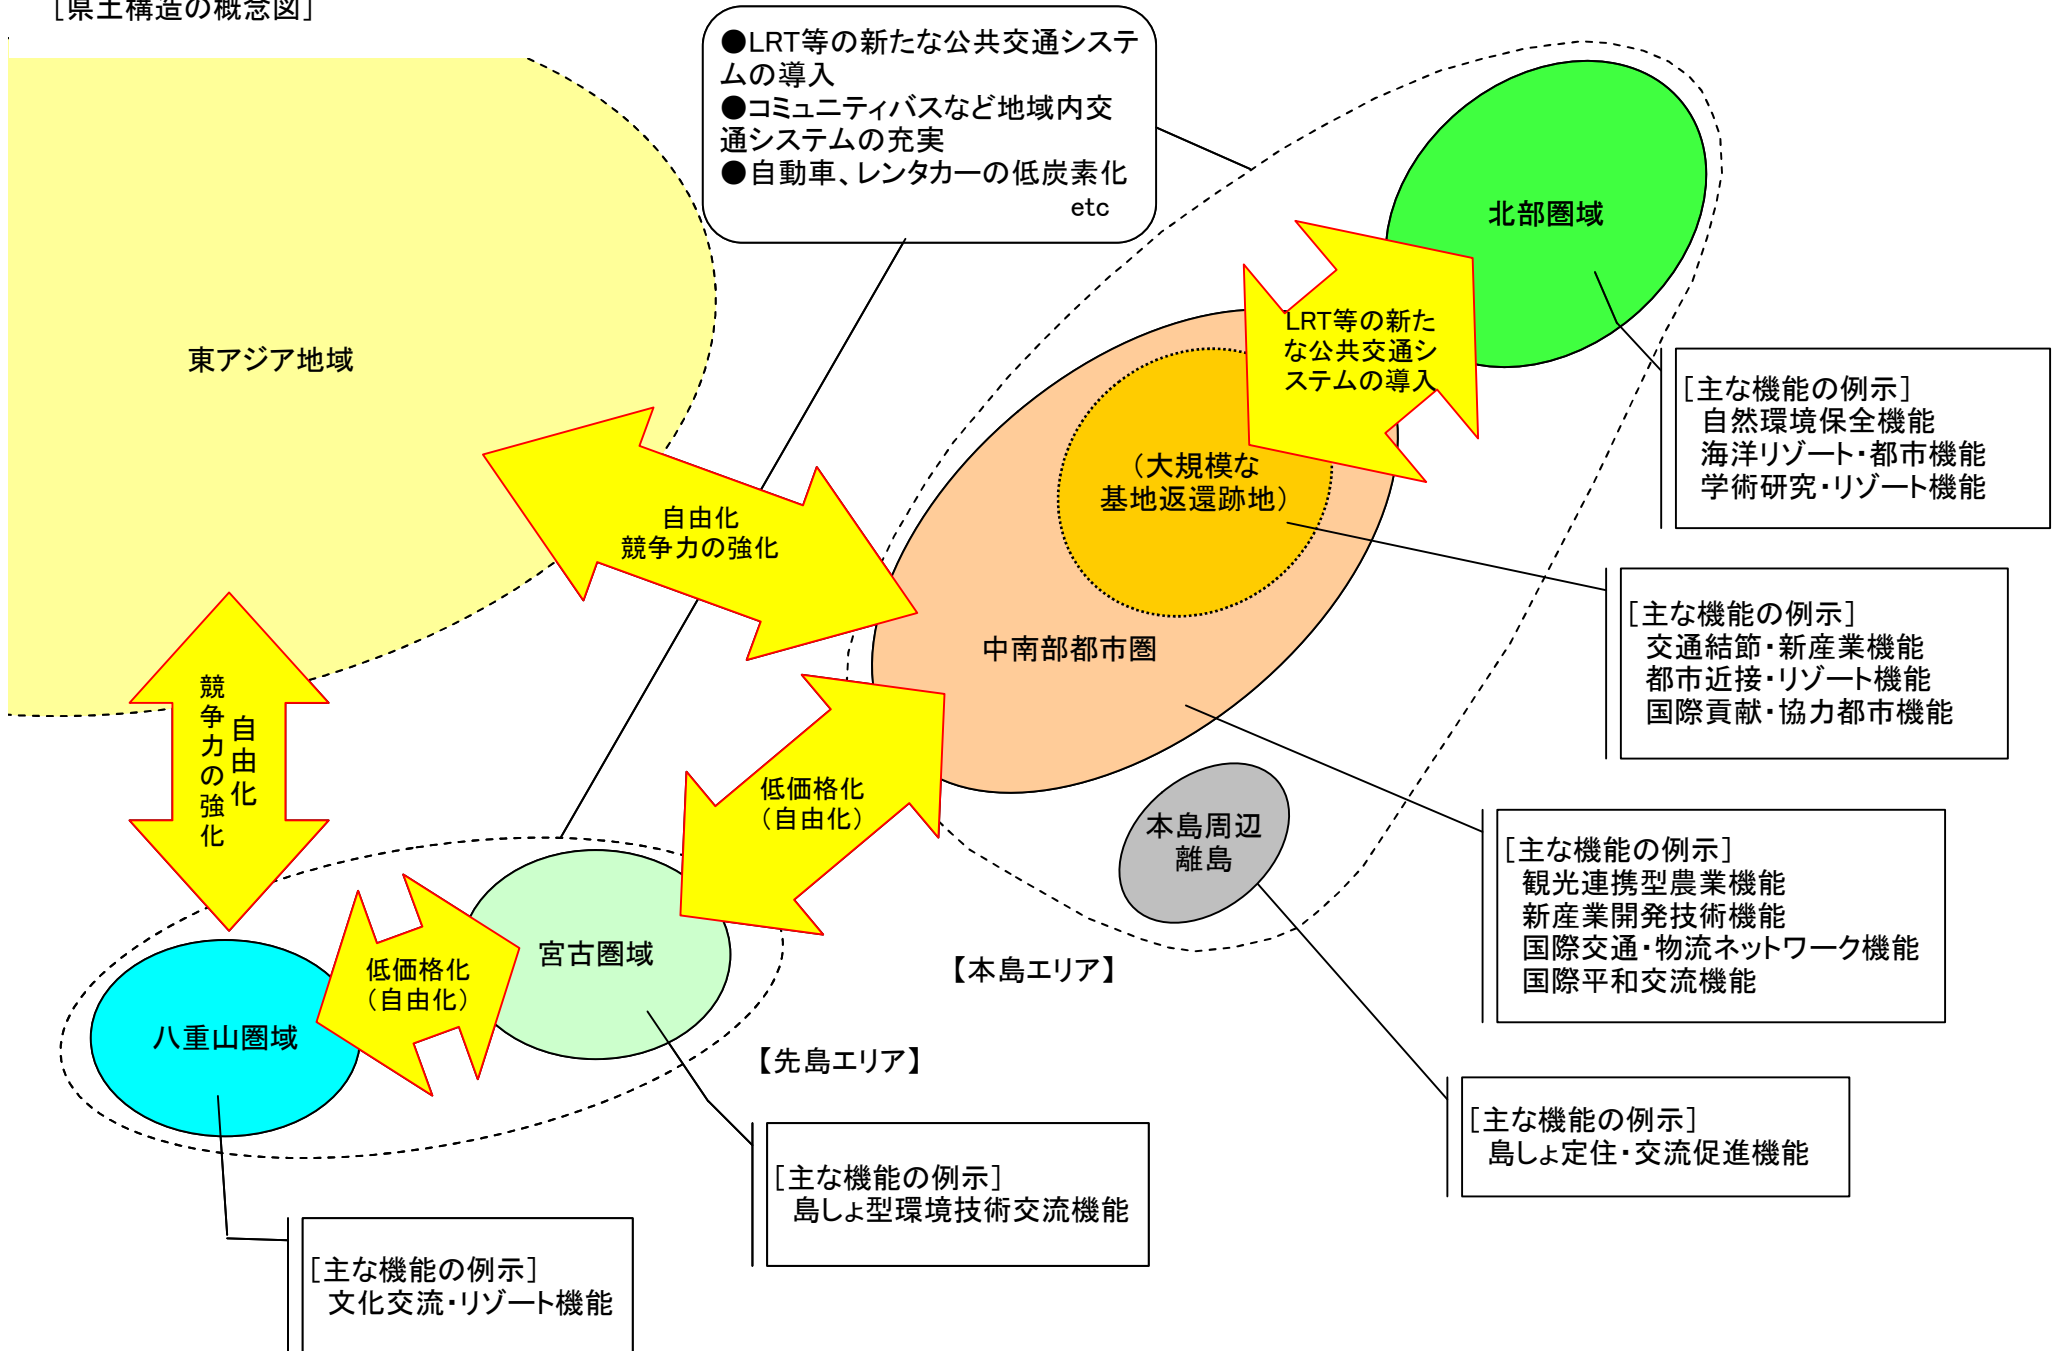 ［県土構造の概念図］
●LRT等の新たな公共交通システ
ムの導入
●コミュニティバスなど地域内交
通システムの充実
●自動車、レンタカーの低炭素化
etc
北部圏域
東アジア地域
LRT等の新た
な公共交通シ
ステムの導入
［主な機能の例示］
自然環境保全機能
海洋リゾート・都市機能
学術研究・リゾート機能
（大規模な
基地返還跡地）
自由化
競争力の強化
中南部都市圏
［主な機能の例示］
交通結節・新産業機能
都市近接・リゾート機能
国際貢献・協力都市機能
自由化
競争力の強化
低価格化
（自由化）
本島周辺
離島
［主な機能の例示］
観光連携型農業機能
新産業開発技術機能
国際交通・物流ネットワーク機能
国際平和交流機能
宮古圏域
低価格化
（自由化）
八重山圏域
【本島エリア】
【先島エリア】
［主な機能の例示］
島しょ定住・交流促進機能
［主な機能の例示］
島しょ型環境技術交流機能
［主な機能の例示］
文化交流・リゾート機能